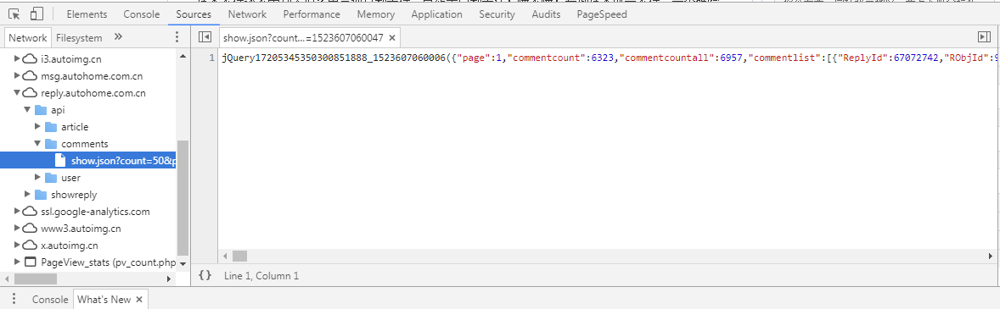 Elements Console Sources Network Performance Memory Application Security Audits PageSpeed
Network Filesystem »
show.json?count...=1523607060047 ×
i3.autoimg.cn
msg.autohome.com.cn
reply.autohome.com.cn
api
article
comments
show.json?count=50&p
user
showreply
ssl.google-analytics.com
www3.autoimg.cn
x.autoimg.cn
PageView_stats (pv_count.php
1 jQuery17205345350300851888_1523607060006({"page":1,"commentcount":6323,"commentcountall":6957,"commentlist":[{"ReplyId":67072742,"RObjId":9
{} Line 1, Column 1
Console What's New ×